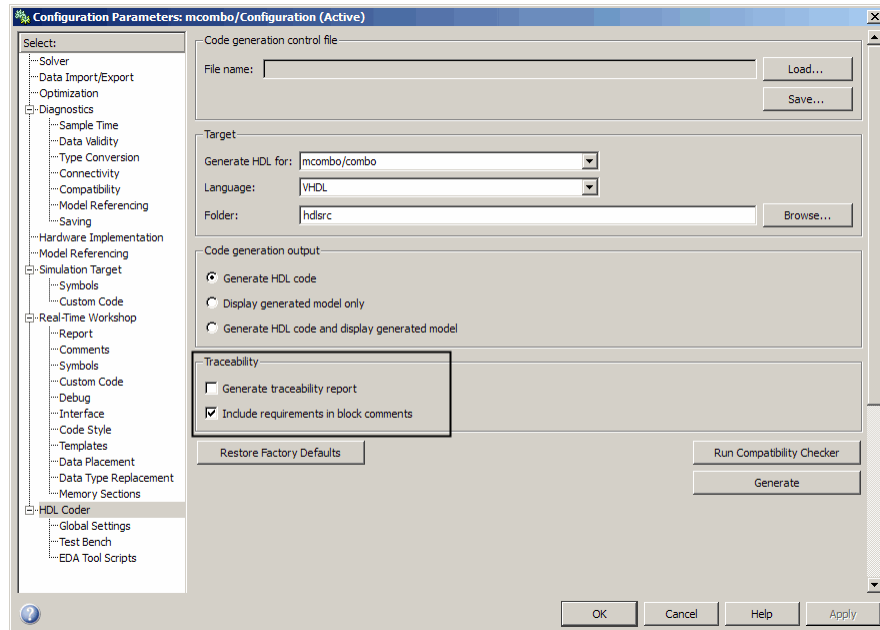 Configuration Parameters: mcombo/Configuration (Active)
Select:
Solver
Data Import/Export
Optimization
Diagnostics
Sample Time
Data Validity
Type Conversion
Connectivity
Compatibility
Model Referencing
Saving
Hardware Implementation
Model Referencing
Simulation Target
Symbols
Custom Code
Real-Time Workshop
Report
Comments
Symbols
Custom Code
Debug
Interface
Code Style
Templates
Data Placement
Data Type Replacement
Memory Sections
HDL Coder
Global Settings
Test Bench
EDA Tool Scripts
Code generation control file
File name:
Load...
Save...
Target
Generate HDL for: mcombo/combo
Language: VHDL
Folder: hdlsrc
Browse...
Code generation output
Generate HDL code
Display generated model only
Generate HDL code and display generated model
Traceability
Generate traceability report
Include requirements in block comments
Restore Factory Defaults
Run Compatibility Checker
Generate
OK Cancel Help Apply